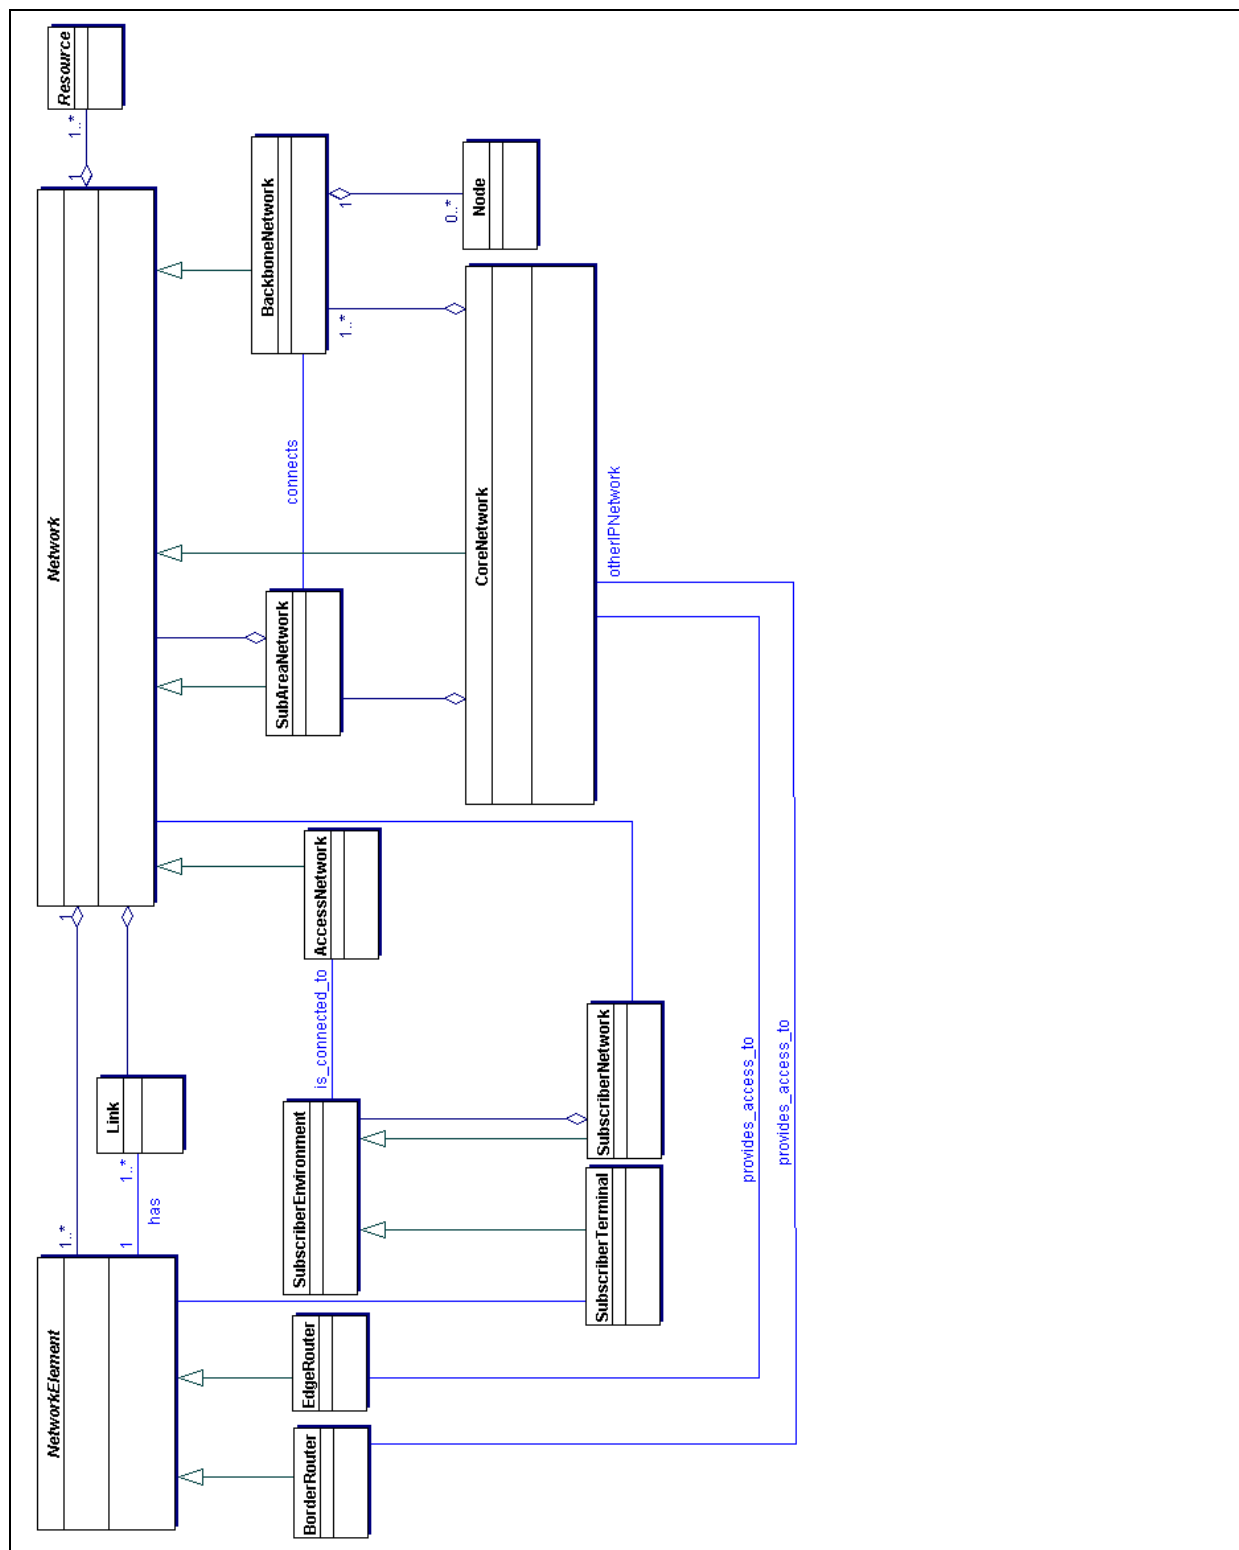 NetworkElement
Network
Resource
1..*
1
1
1..*
1
1..*
Link
has
BorderRouter
EdgeRouter
SubscriberEnvironment
is_connected_to
AccessNetwork
SubAreaNetwork
connects
BackboneNetwork
1..*
1
0..*
CoreNetwork
Node
SubscriberTerminal
SubscriberNetwork
otherIPNetwork
provides_access_to
provides_access_to